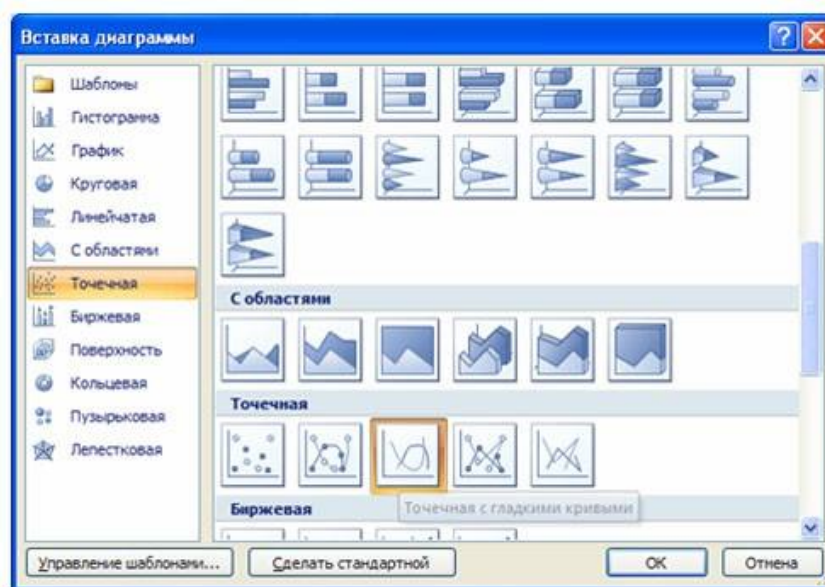 Вставка диаграммы
Шаблоны
Гистограмма
График
Круговая
Линейчатая
С областями
Точечная
Биржевая
Поверхность
Кольцевая
Пузырьковая
Лепестковая
С областями
Точечная
Точечная с гладкими кривыми
Биржевая
Управление шаблонами...
Сделать стандартной
ОК
Отмена